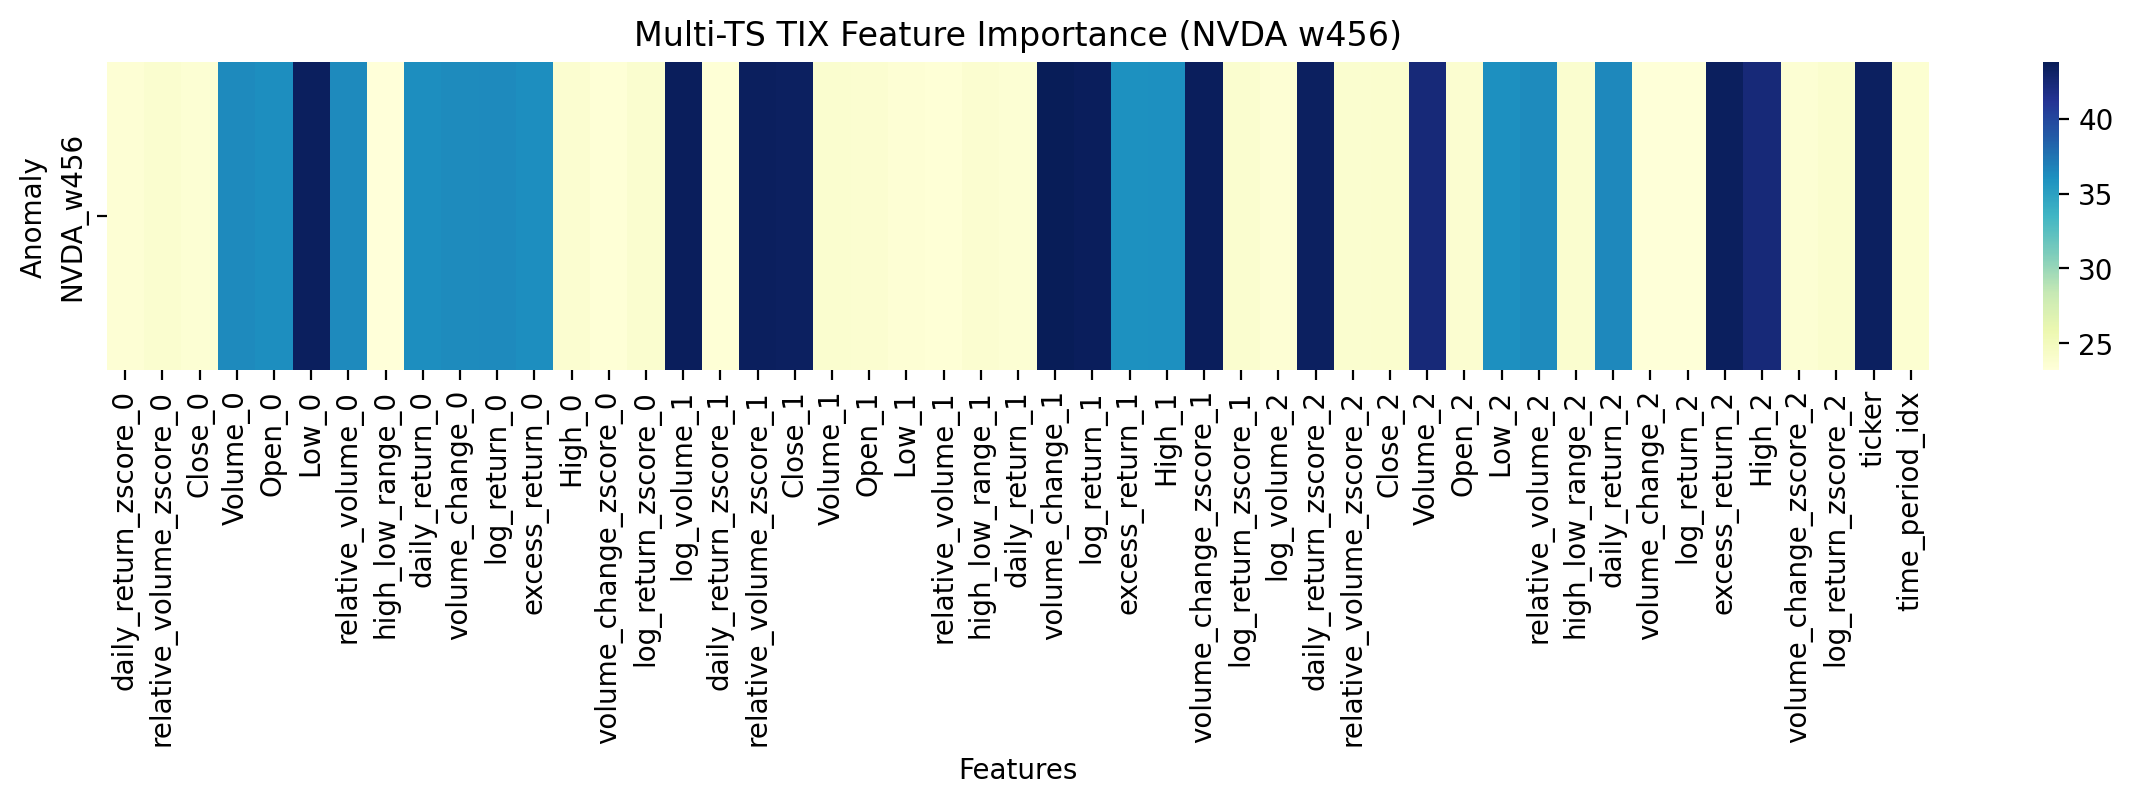 Multi-TS TIX Feature Importance (NVDA w456)
Anomaly
NVDA_w456
40
35
30
25
daily_return_zscore_0
relative_volume_zscore_0
Close_0
Volume_0
Open_0
Low_0
relative_volume_0
high_low_range_0
daily_return_0
volume_change_0
log_return_0
excess_return_0
High_0
volume_change_zscore_0
log_return_zscore_0
log_volume_1
daily_return_zscore_1
relative_volume_zscore_1
Close_1
Volume_1
Open_1
Low_1
relative_volume_1
high_low_range_1
daily_return_1
volume_change_1
log_return_1
excess_return_1
High_1
volume_change_zscore_1
log_return_zscore_1
log_volume_2
daily_return_zscore_2
relative_volume_zscore_2
Close_2
Volume_2
Open_2
Low_2
relative_volume_2
high_low_range_2
daily_return_2
volume_change_2
log_return_2
excess_return_2
High_2
volume_change_zscore_2
log_return_zscore_2
ticker
time_period_idx
Features